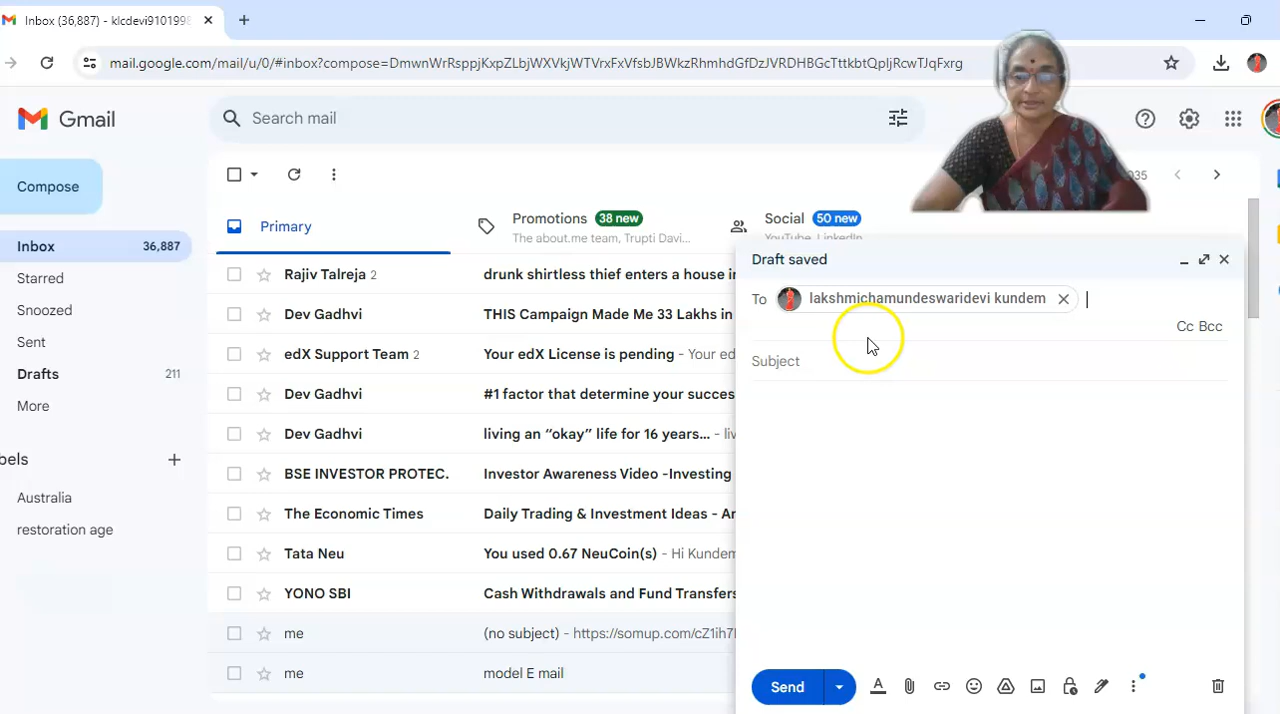 Inbox (36,887) - klcdevi9101998
mail.google.com/mail/u/0/#inbox?compose=DmwnWrRsppjKxpZLbjWXVkjWTVrxFxVfsbJBWkzRhmhdGfDzJVRDHBGcTttkbtQpljRcwTJqFxrg
Gmail
Search mail
Compose
Inbox 36,887
Starred
Snoozed
Sent
Drafts 211
More
bels
Australia
restoration age
035
Primary
Promotions 38 new
The about.me team, Trupti Davi...
Social 50 new
YouTube, LinkedIn
Rajiv Talreja 2 drunk shirtless thief enters a house i
Dev Gadhvi THIS Campaign Made Me 33 Lakhs in
edX Support Team 2 Your edX License is pending - Your ed
Dev Gadhvi #1 factor that determine your succes
Dev Gadhvi living an “okay” life for 16 years... - liv
BSE INVESTOR PROTEC. Investor Awareness Video -Investing
The Economic Times Daily Trading & Investment Ideas - Ar
Tata Neu You used 0.67 NeuCoin(s) - Hi Kundem
YONO SBI Cash Withdrawals and Fund Transfers
me (no subject) - https://somup.com/cZ1ih7
me model E mail
Draft saved
To lakshmichamundeswaridevi kundem
Cc Bcc
Subject
Send